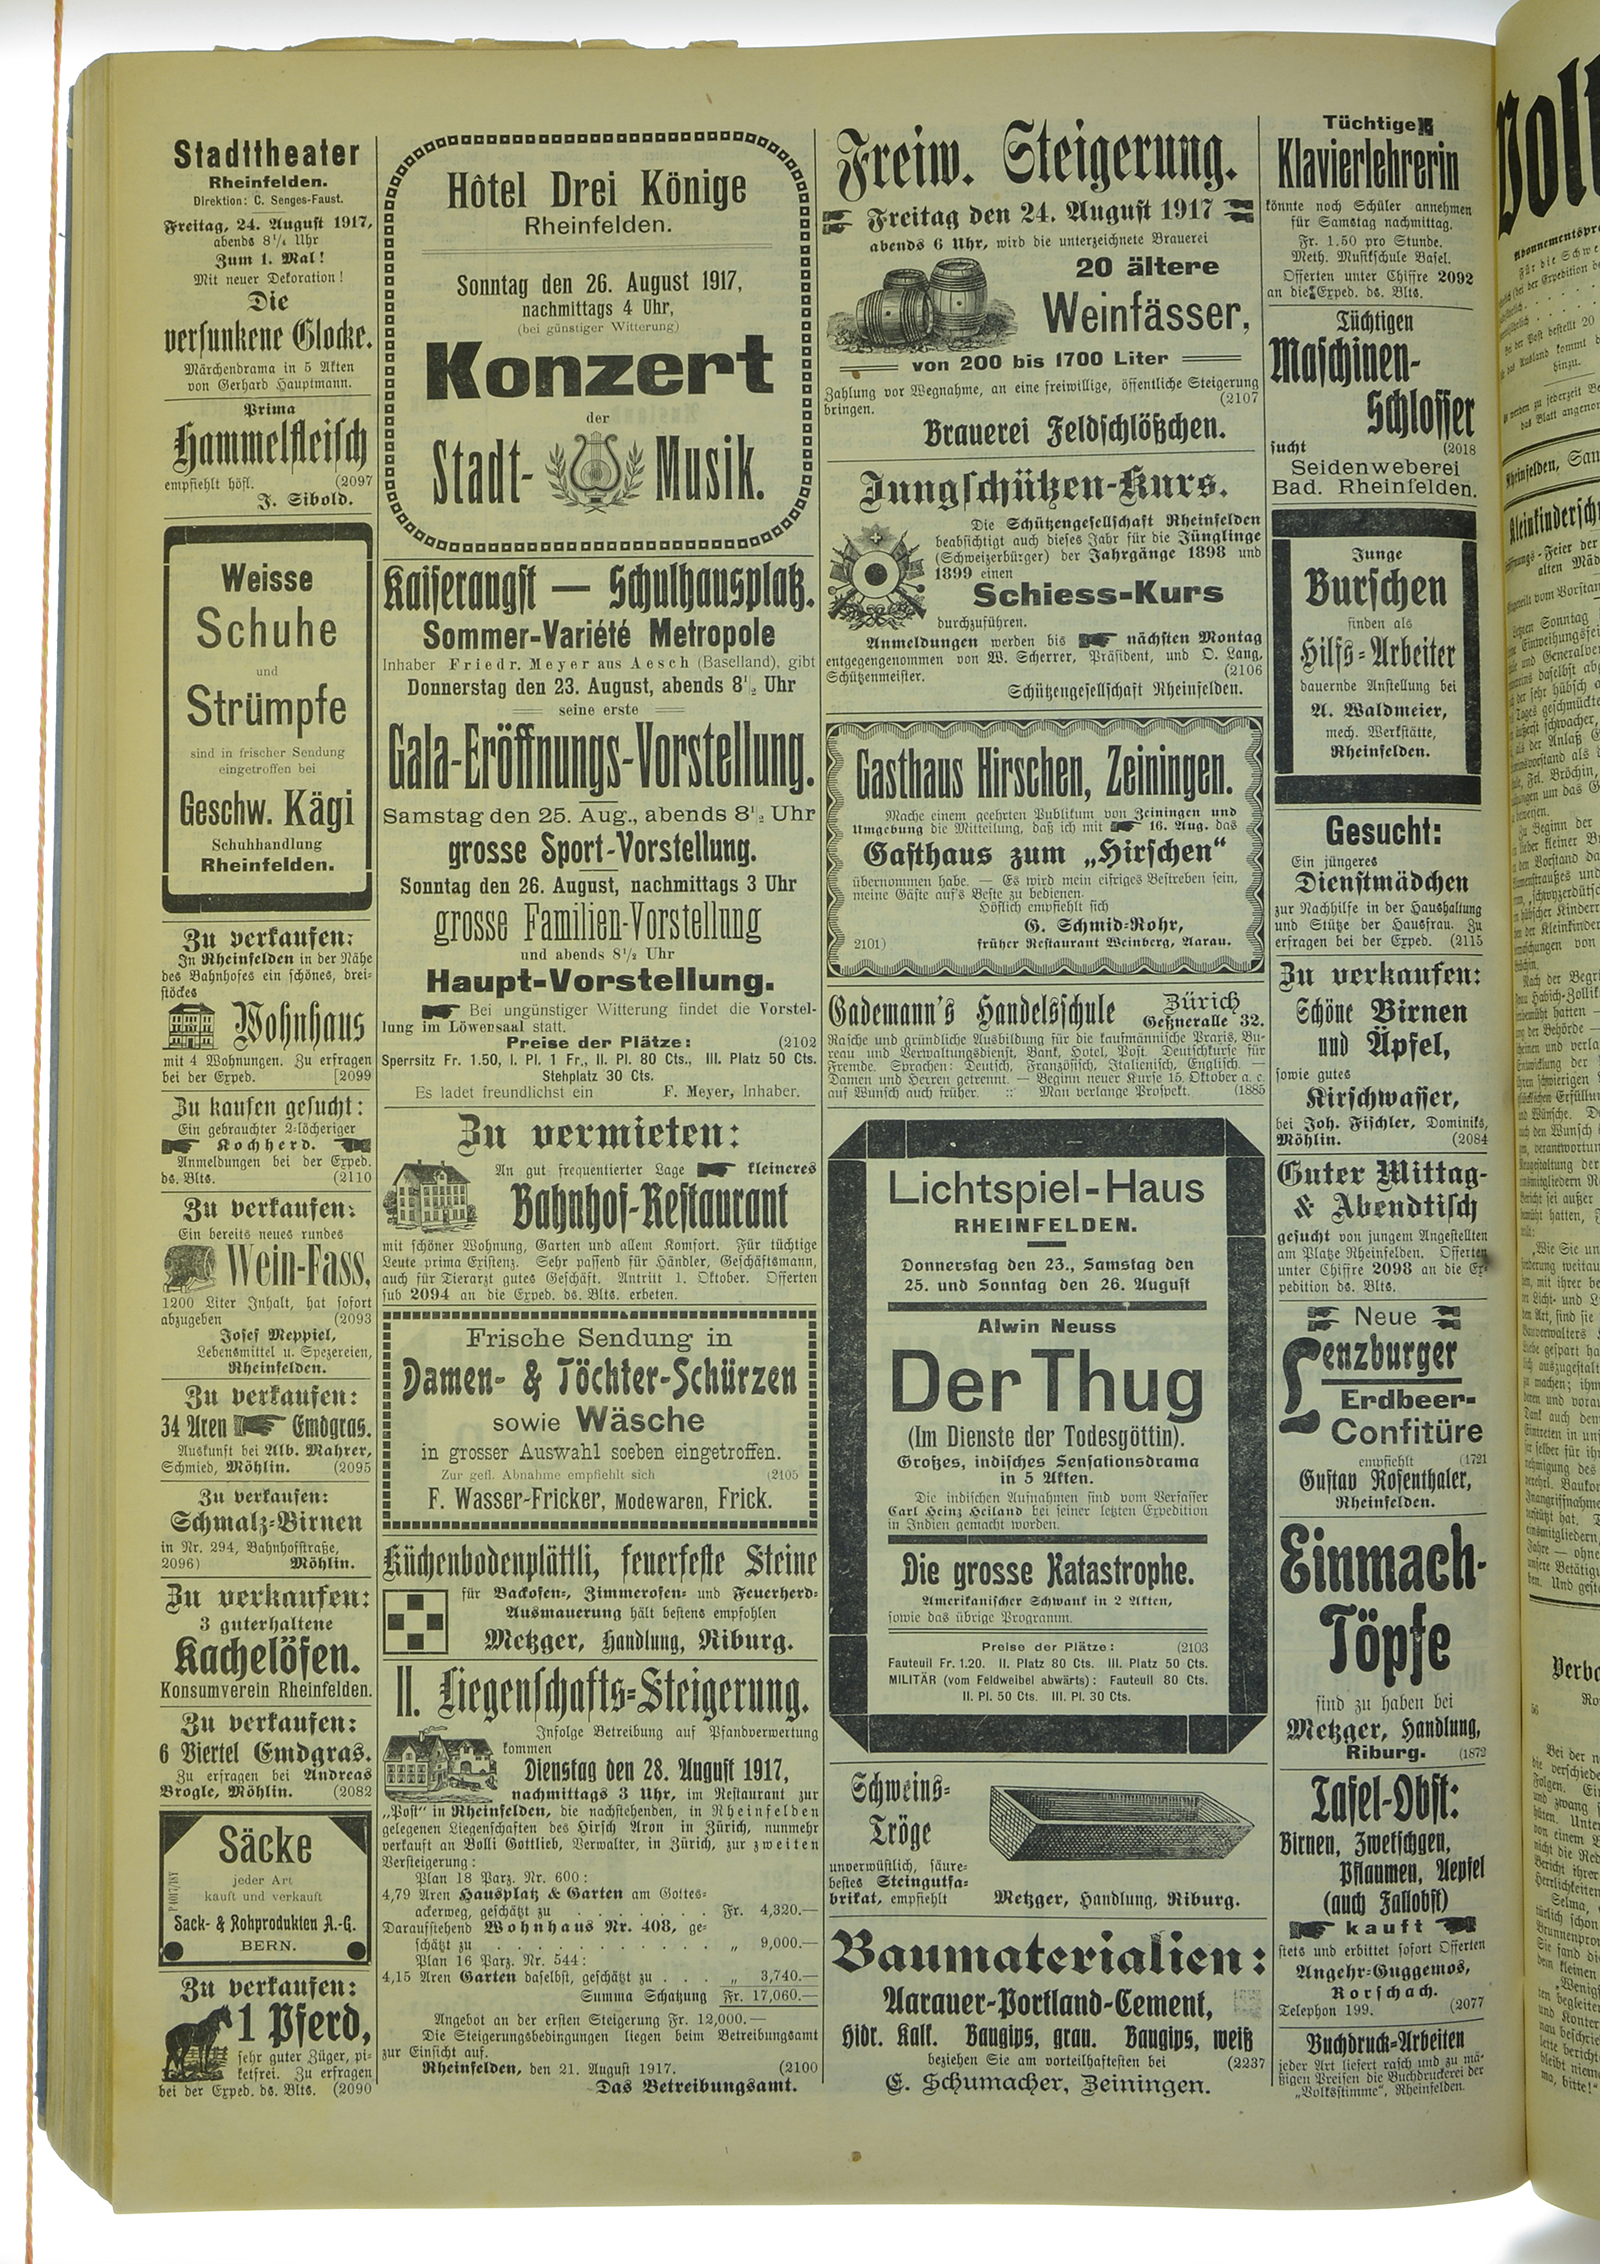 Stadttheater
Rheinfelden.
Direktion: C. Senges-Faust.
Freitag, 24. August 1917,
abends 8¼ Uhr
Zum 1. Mal!
Mit neuer Dekoration!
Die
versunkene Glocke.
Märchendrama in 5 Akten
von Gerhard Hauptmann.
Prima
Hammelfleisch
empfiehlt höfl. (2097
J. Sibold.
Weisse
Schuhe
und
Strümpfe
sind in frischer Sendung
eingetroffen bei
Geschw. Kägi
Schuhhandlung
Rheinfelden.
Zu verkaufen:
In Rheinfelden in der Nähe
des Bahnhofes ein schönes, drei-
stöckes
Wohnhaus
mit 4 Wohnungen. Zu erfragen
bei der Exped. [2099
Zu kaufen gesucht:
Ein gebrauchter 2=löcheriger
Kochherd.
Anmeldungen bei der Exped.
ds. Blts. (2110
Zu verkaufen:
Ein bereits neues rundes
Wein-Fass,
1200 Liter Inhalt, hat sofort
abzugeben (2093
Josef Meppiel,
Lebensmittel u. Spezereien,
Rheinfelden.
Zu verkaufen:
34 Aren Emdgras.
Auskunft bei Alb. Mahrer,
Schmied, Möhlin. (2095
Zu verkaufen:
Schmalz=Birnen
in Nr. 294, Bahnhofstraße,
2096) Möhlin.
Zu verkaufen:
3 guterhaltene
Kachelöfen.
Konsumverein Rheinfelden.
Zu verkaufen:
6 Viertel Emdgras.
Zu erfragen bei Andreas
Brogle, Möhlin. (2082
Säcke
jeder Art
kauft und verkauft
Sack- & Rohprodukten A.-G.
BERN.
Zu verkaufen:
1 Pferd,
sehr guter Züger, pi-
ketfrei. Zu erfragen
bei der Exped. ds. Blts. (2090
Hôtel Drei Könige
Rheinfelden.
Sonntag den 26. August 1917,
nachmittags 4 Uhr,
(bei günstiger Witterung)
Konzert
der
Stadt- Musik.
Kaiseraugst — Schulhausplatz.
Sommer-Variété Metropole
Inhaber Friedr. Meyer aus Aesch (Baselland), gibt
Donnerstag den 23. August, abends 8½ Uhr
seine erste
Gala-Eröffnungs-Vorstellung.
Samstag den 25. Aug., abends 8½ Uhr
grosse Sport-Vorstellung.
Sonntag den 26. August, nachmittags 3 Uhr
grosse Familien-Vorstellung
und abends 8½ Uhr
Haupt-Vorstellung.
Bei ungünstiger Witterung findet die Vorstel-
lung im Löwensaal statt.
Preise der Plätze: (2102
Sperrsitz Fr. 1.50, I. Pl. 1 Fr., II. Pl. 80 Cts., III. Platz 50 Cts.
Stehplatz 30 Cts.
Es ladet freundlichst ein F. Meyer, Inhaber.
Zu vermieten:
An gut frequentierter Lage kleineres
Bahnhof-Restaurant
mit schöner Wohnung, Garten und allem Komfort. Für tüchtige
Leute prima Existenz. Sehr passend für Händler, Geschäftsmann,
auch für Tierarzt gutes Geschäft. Antritt 1. Oktober. Offerten
sub 2094 an die Exped. ds. Blts. erbeten.
Frische Sendung in
Damen- & Töchter-Schürzen
sowie Wäsche
in grosser Auswahl soeben eingetroffen.
Zur gefl. Abnahme empfiehlt sich (2105
F. Wasser-Fricker, Modewaren, Frick.
Küchenbodenplättli, feuerfeste Steine
für Backofen=, Zimmerofen= und Feuerherd=
Ausmauerung hält bestens empfohlen
Metzger, Handlung, Riburg.
II. Liegenschafts=Steigerung.
Infolge Betreibung auf Pfandverwertung
kommen
Dienstag den 28. August 1917,
nachmittags 3 Uhr, im Restaurant zur
„Post“ in Rheinfelden, die nachstehenden, in Rheinfelden
gelegenen Liegenschaften des Hirsch Aron in Zürich, nunmehr
verkauft an Bolli Gottlieb, Verwalter, in Zürich, zur zweiten
Versteigerung:
Plan 18 Parz. Nr. 600:
4,79 Aren Hausplatz & Garten am Gottes=
ackerweg, geschätzt zu . . . . . . . Fr. 4,320.—
Daraufstehend Wohnhaus Nr. 408, ge=
schätzt zu . . . . . . . . . . . „ 9,000.—
Plan 16 Parz. Nr. 544:
4,15 Aren Garten daselbst, geschätzt zu . . . „ 3,740.—
Summa Schatzung Fr. 17,060.—
Angebot an der ersten Steigerung Fr. 12,000.—
Die Steigerungsbedingungen liegen beim Betreibungsamt
zur Einsicht auf.
Rheinfelden, den 21. August 1917. (2100
Das Betreibungsamt.
Freiw. Steigerung.
Freitag den 24. August 1917
abends 6 Uhr, wird die unterzeichnete Brauerei
20 ältere
Weinfässer,
von 200 bis 1700 Liter
Zahlung vor Wegnahme, an eine freiwillige, öffentliche Steigerung
bringen. (2107
Brauerei Feldschlößchen.
Jungschützen-Kurs.
Die Schützengesellschaft Rheinfelden
beabsichtigt auch dieses Jahr für die Jünglinge
(Schweizerbürger) der Jahrgänge 1898 und
1899 einen
Schiess-Kurs
durchzuführen.
Anmeldungen werden bis nächsten Montag
entgegengenommen von W. Scherrer, Präsident, und O. Lang,
Schützenmeister. (2106
Schützengesellschaft Rheinfelden.
Gasthaus Hirschen, Zeiningen.
Mache einem geehrten Publikum von Zeiningen und
Umgebung die Mitteilung, daß ich mit 16. Aug. das
Gasthaus zum „Hirschen“
übernommen habe. — Es wird mein eifriges Bestreben sein,
meine Gäste auf's Beste zu bedienen.
Höflich empfiehlt sich
G. Schmid-Rohr,
2101) früher Restaurant Weinberg, Aarau.
Gademann's Handelsschule Zürich
Geßnerallee 32.
Rasche und gründliche Ausbildung für die kaufmännische Praxis, Bu-
reau und Verwaltungsdienst, Bank, Hotel, Post. Deutschkurse für
Fremde. Sprachen: Deutsch, Französisch, Italienisch, Englisch. —
Damen und Herren getrennt. — Beginn neuer Kurse 15. Oktober a. c.
auf Wunsch auch früher. :: Man verlange Prospekt. (1885
Lichtspiel-Haus
RHEINFELDEN.
Donnerstag den 23., Samstag den
25. und Sonntag den 26. August
Alwin Neuss
Der Thug
(Im Dienste der Todesgöttin).
Großes, indisches Sensationsdrama
in 5 Akten.
Die indischen Aufnahmen sind vom Verfasser
Carl Heinz Heiland bei seiner letzten Expedition
in Indien gemacht worden.
Die grosse Katastrophe.
Amerikanischer Schwank in 2 Akten,
sowie das übrige Programm.
Preise der Plätze: (2103
Fauteuil Fr. 1.20. II. Platz 80 Cts. III. Platz 50 Cts.
MILITÄR (vom Feldweibel abwärts): Fauteuil 80 Cts.
II. Pl. 50 Cts. III. Pl. 30 Cts.
Schweins=
Tröge
unverwüstlich, säure=
bestes Steingutfa=
brikat, empfiehlt Metzger, Handlung, Riburg.
Baumaterialien:
Aarauer-Portland-Cement,
Hidr. Kalk. Baugips, grau. Baugips, weiß
beziehen Sie am vorteilhaftesten bei (2237
E. Schumacher, Zeiningen.
Tüchtige
Klavierlehrerin
könnte noch Schüler annehmen
für Samstag nachmittag.
Fr. 1.50 pro Stunde.
Meth. Musikschule Basel.
Offerten unter Chiffre 2092
an die Exped. ds. Blts.
Tüchtigen
Maschinen-
Schlosser
sucht (2018
Seidenweberei
Bad. Rheinfelden.
Junge
Burschen
finden als
Hilfs=Arbeiter
dauernde Anstellung bei
A. Waldmeier,
mech. Werkstätte,
Rheinfelden.
Gesucht:
Ein jüngeres
Dienstmädchen
zur Nachhilfe in der Haushaltung
und Stütze der Hausfrau. Zu
erfragen bei der Exped. (2115
Zu verkaufen:
Schöne Birnen
und Äpfel,
sowie gutes
Kirschwasser,
bei Joh. Fischler, Dominiks,
Möhlin. (2084
Guter Mittag-
& Abendtisch
gesucht von jungem Angestellten
am Platze Rheinfelden. Offerten
unter Chiffre 2098 an die Ex-
pedition ds. Blts.
Neue
Lenzburger
Erdbeer-
Confitüre
empfiehlt (1721
Gustav Rosenthaler,
Rheinfelden.
Einmach-
Töpfe
sind zu haben bei
Metzger, Handlung,
Riburg. (1872
Tafel-Obst:
Birnen, Zwetschgen,
Pflaumen, Aepfel
(auch Fallobst)
kauft
stets und erbittet sofort Offerten
Angehr-Guggemos,
Rorschach.
Telephon 199. (2077
Buchdruck=Arbeiten
jeder Art liefert rasch und zu mä-
ßigen Preisen die Buchdruckerei der
„Volksstimme“, Rheinfelden.